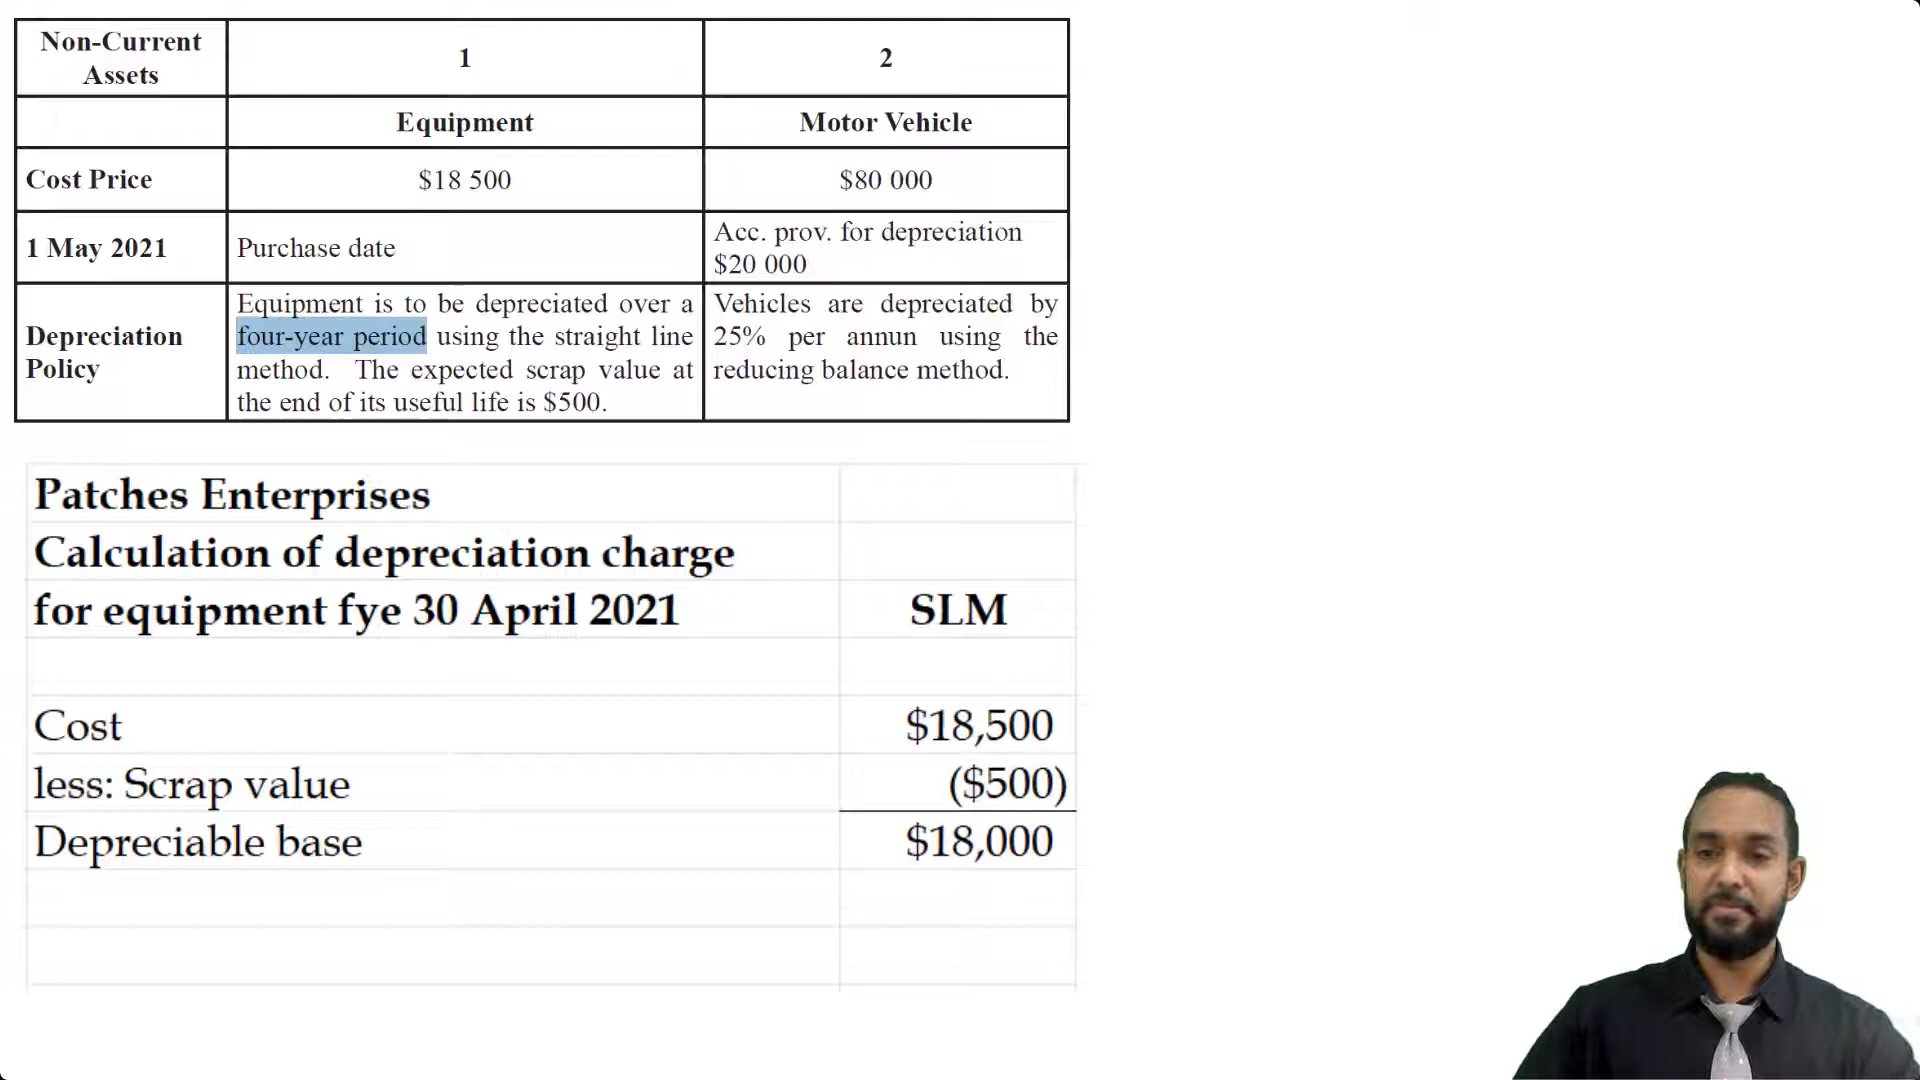 Non-Current
Assets
1
2
Equipment
Motor Vehicle
Cost Price
$18 500
$80 000
1 May 2021
Purchase date
Acc. prov. for depreciation
$20 000
Depreciation
Policy
Equipment is to be depreciated over a
four-year period using the straight line
method. The expected scrap value at
the end of its useful life is $500.
Vehicles are depreciated by
25% per annun using the
reducing balance method.
Patches Enterprises
Calculation of depreciation charge
for equipment fye 30 April 2021
SLM
Cost
$18,500
less: Scrap value
($500)
Depreciable base
$18,000